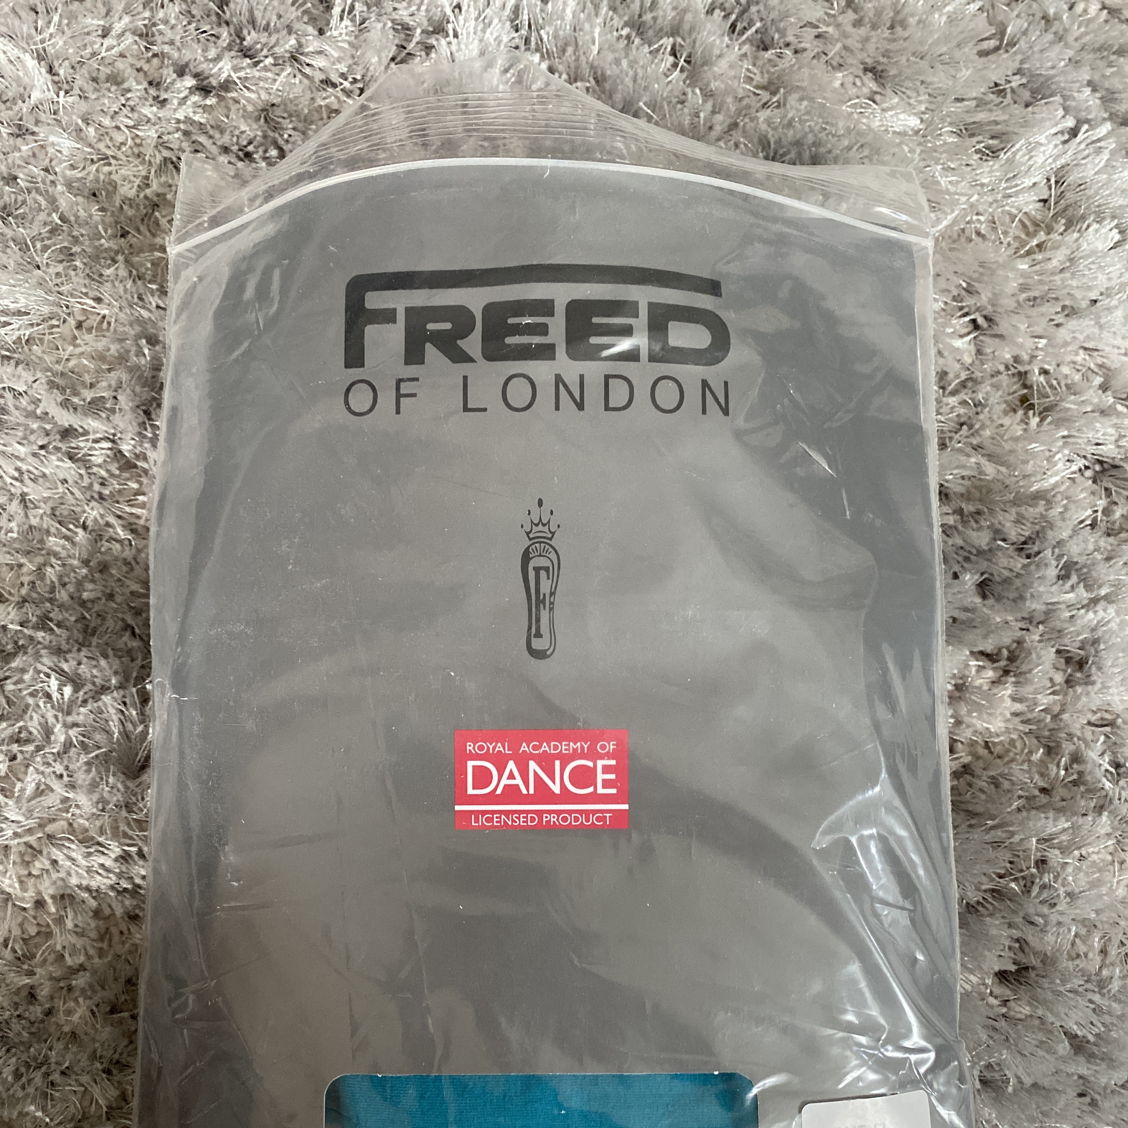 FREED
OF LONDON
F
ROYAL ACADEMY OF
DANCE
LICENSED PRODUCT